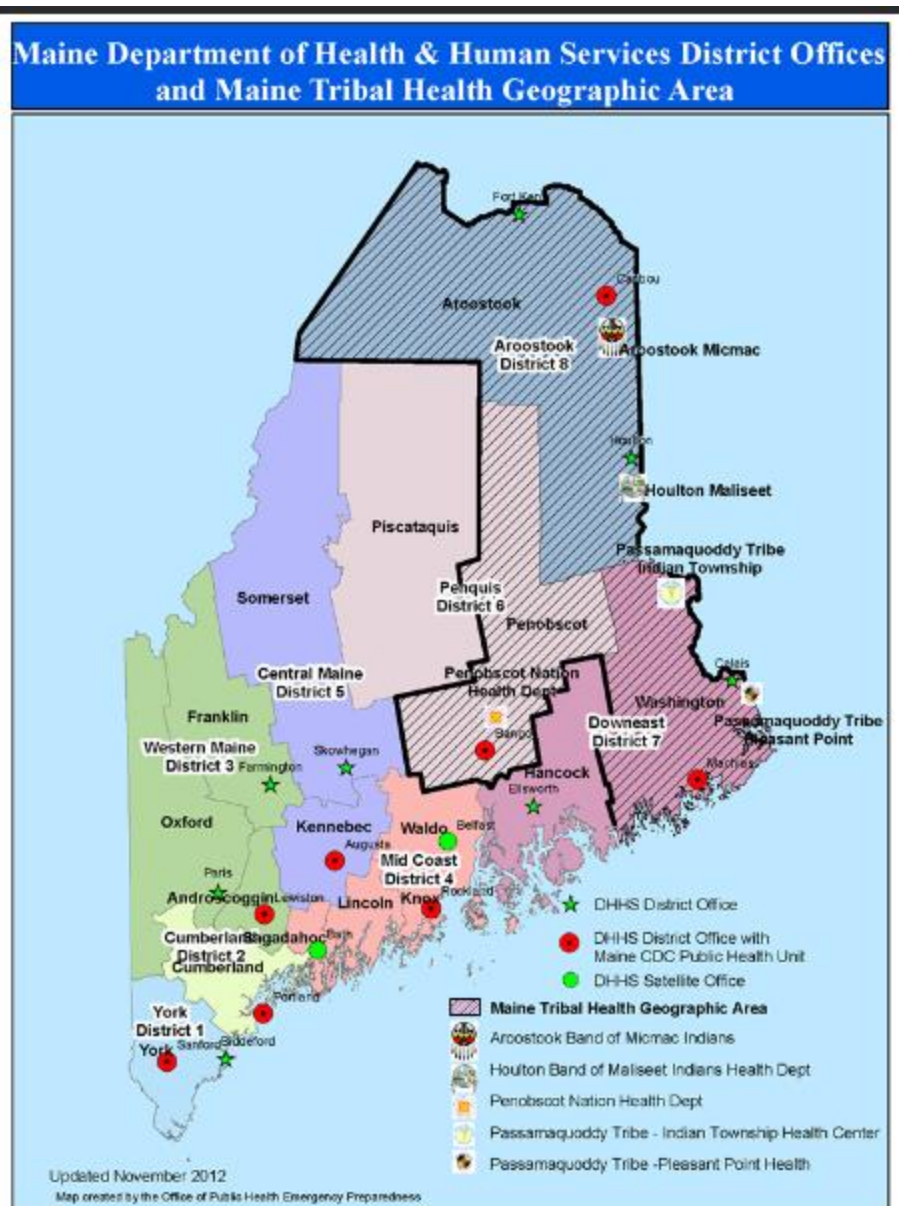 Maine Department of Health & Human Services District Offices
and Maine Tribal Health Geographic Area
Fort Kent
Caribou
Aroostook
Aroostook
District 8
Aroostook Micmac
Houlton
Houlton Maliseet
Piscataquis
Passamaquoddy Tribe
Indian Township
Somerset
Penquis
District 6
Penobscot
Calais
Central Maine
District 5
Penobscot Nation
Health Dept
Washington
Franklin
Downeast
District 7
Passamaquoddy Tribe
Pleasant Point
Western Maine
District 3
Skowhegan
Bangor
Farmington
Hancock
Machias
Ellsworth
Oxford
Kennebec
Waldo
Belfast
Augusta
Mid Coast
District 4
Paris
Androscoggin
Lewiston
Lincoln
Knox
Rockland
DHHS District Office
Cumberland
District 2
Sagadahoc
Bath
DHHS District Office with
Maine CDC Public Health Unit
Cumberland
DHHS Satellite Office
Portland
Maine Tribal Health Geographic Area
York
District 1
Aroostook Band of Micmac Indians
York
Sanford
Biddeford
Houlton Band of Maliseet Indians Health Dept
Penobscot Nation Health Dept
Passamaquoddy Tribe - Indian Township Health Center
Passamaquoddy Tribe -Pleasant Point Health
Updated November 2012
Map created by the Office of Public Health Emergency Preparedness